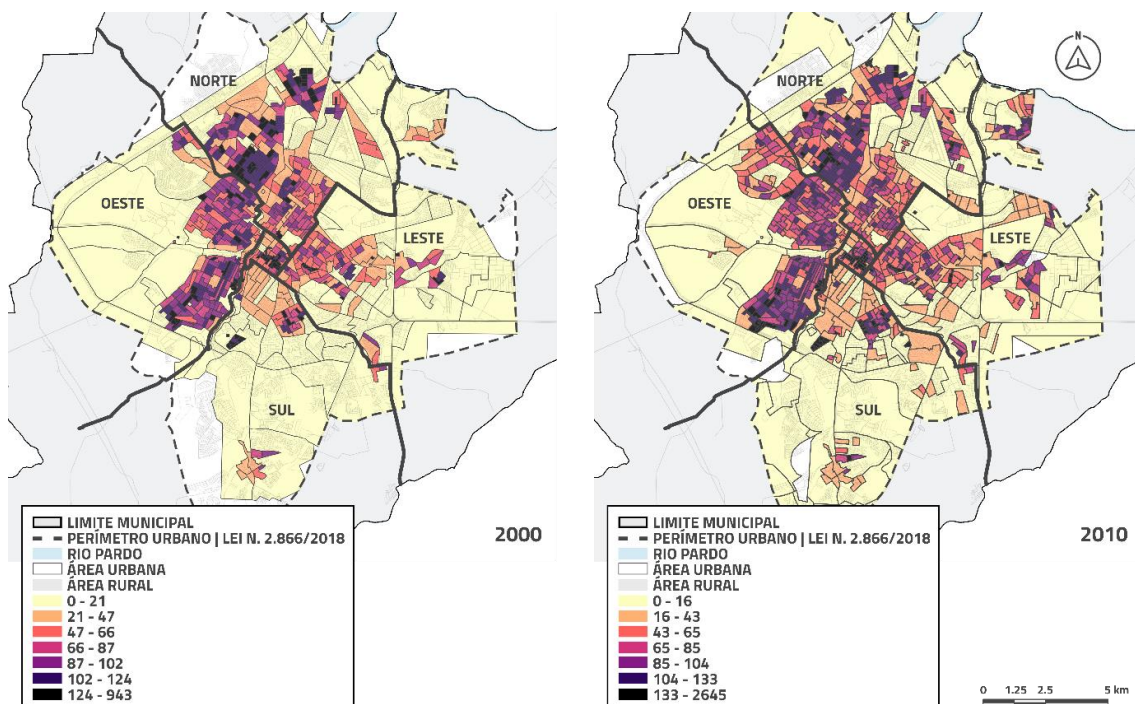 NORTE
OESTE
LESTE
SUL
LIMITE MUNICIPAL
PERÍMETRO URBANO | LEI N. 2.866/2018
RIO PARDO
ÁREA URBANA
ÁREA RURAL
0 - 21
21 - 47
47 - 66
66 - 87
87 - 102
102 - 124
124 - 943
2000
N
NORTE
OESTE
LESTE
SUL
LIMITE MUNICIPAL
PERÍMETRO URBANO | LEI N. 2.866/2018
RIO PARDO
ÁREA URBANA
ÁREA RURAL
0 - 16
16 - 43
43 - 65
65 - 85
85 - 104
104 - 133
133 - 2645
2010
0 1.25 2.5 5 km